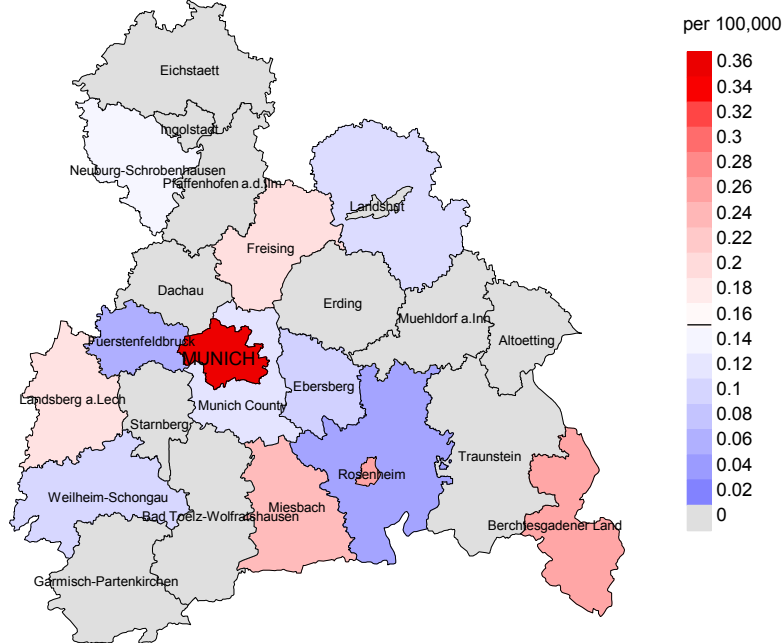 per 100,000
Eichstaett
Ingolstadt
Neuburg-Schrobenhausen
Pfaffenhofen a.d.Ilm
Landshut
Freising
Dachau
Erding
Muehldorf a.Inn
Altoetting
Fuerstenfeldbruck
MUNICH
Ebersberg
Landsberg a.Lech
Munich County
Starnberg
Traunstein
Rosenheim
Weilheim-Schongau
Miesbach
Bad Toelz-Wolfratshausen
Berchtesgadener Land
Garmisch-Partenkirchen
0.36
0.34
0.32
0.3
0.28
0.26
0.24
0.22
0.2
0.18
0.16
0.14
0.12
0.1
0.08
0.06
0.04
0.02
0